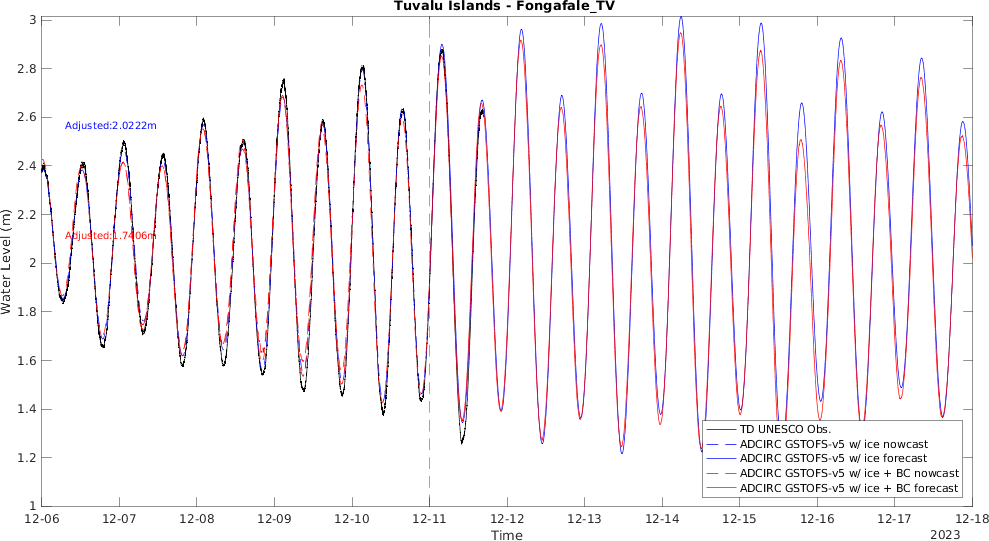 Tuvalu Islands - Fongafale_TV
3
2.8
2.6
2.4
2.2
2
1.8
1.6
1.4
1.2
1
Water Level (m)
Adjusted:2.0222m
Adjusted:1.7406m
TD UNESCO Obs.
ADCIRC GSTOFS-v5 w/ ice nowcast
ADCIRC GSTOFS-v5 w/ ice forecast
ADCIRC GSTOFS-v5 w/ ice + BC nowcast
ADCIRC GSTOFS-v5 w/ ice + BC forecast
12-06 12-07 12-08 12-09 12-10 12-11 12-12 12-13 12-14 12-15 12-16 12-17 12-18
Time
2023